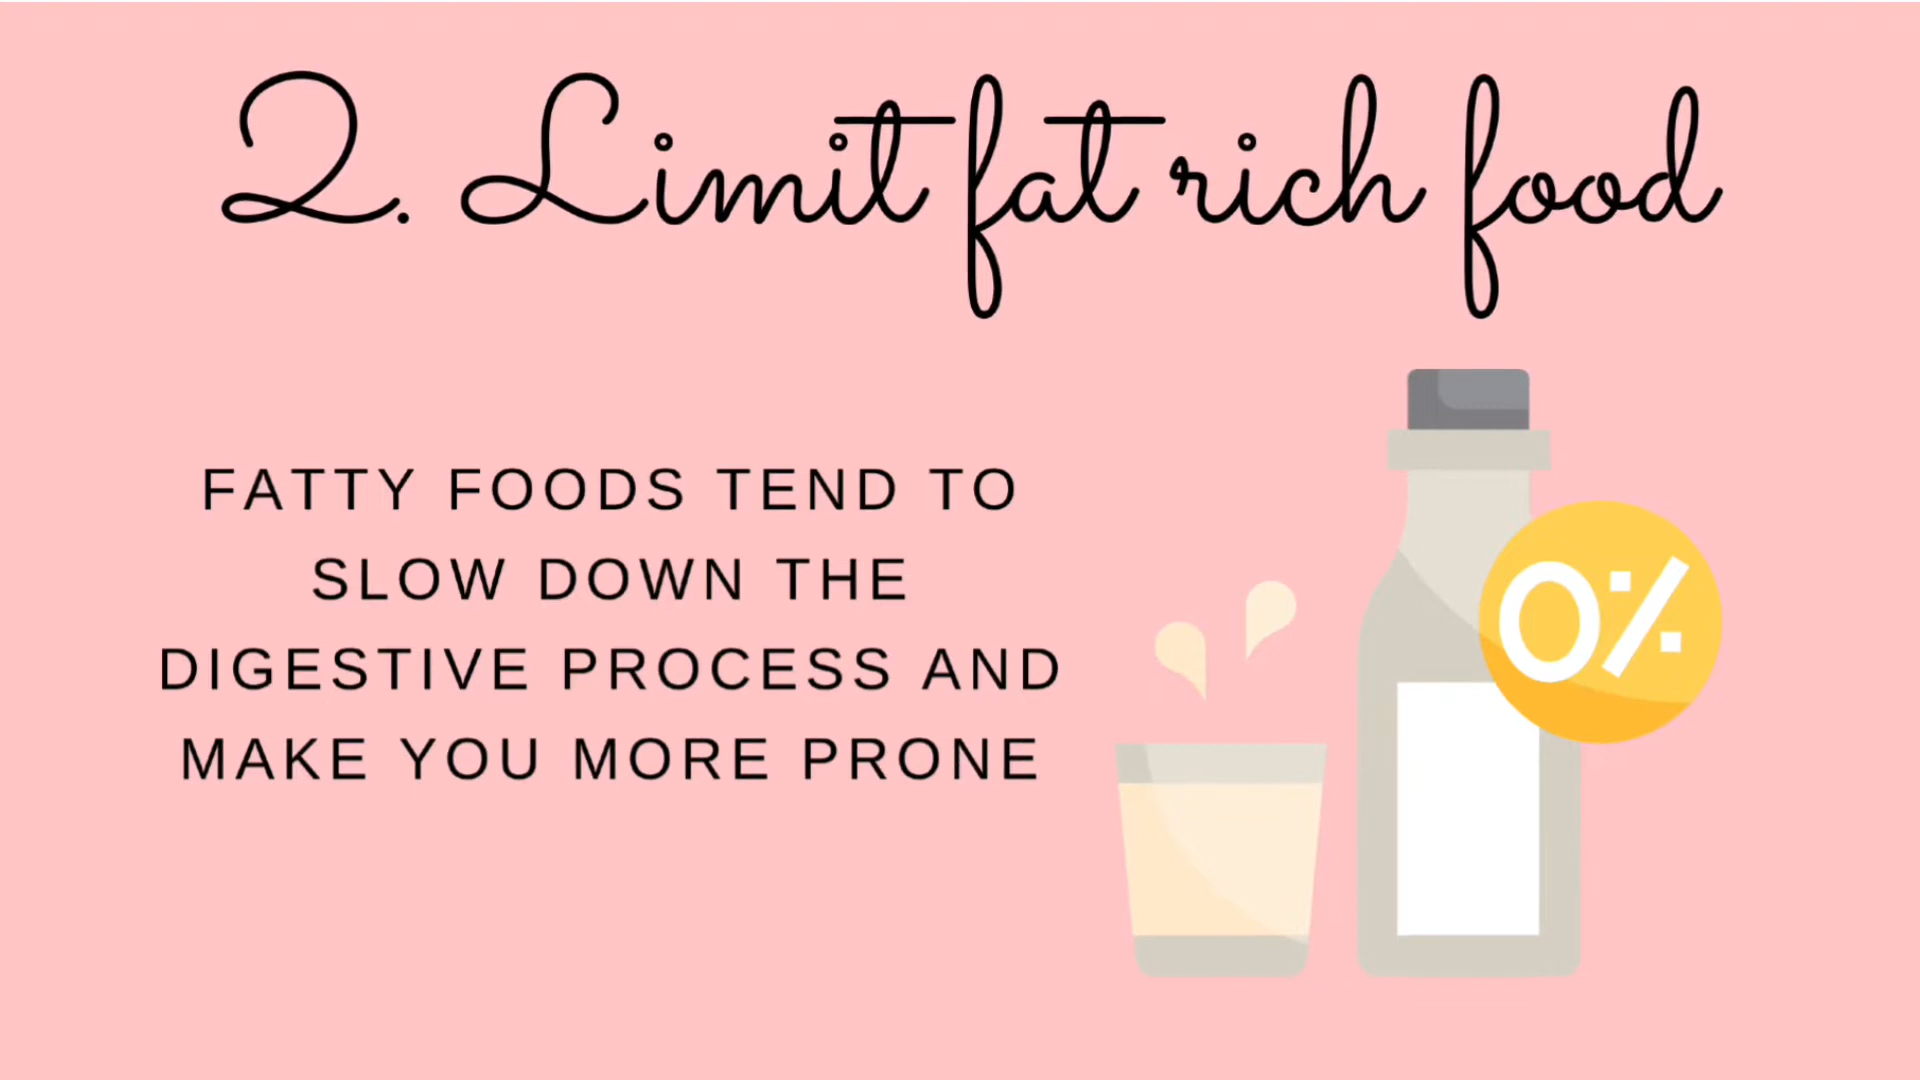 2. Limit fat rich food
FATTY FOODS TEND TO
SLOW DOWN THE
DIGESTIVE PROCESS AND
MAKE YOU MORE PRONE
0%